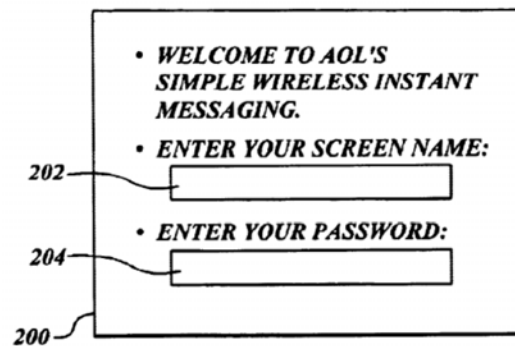 • WELCOME TO AOL'S
SIMPLE WIRELESS INSTANT
MESSAGING.
• ENTER YOUR SCREEN NAME:
202
• ENTER YOUR PASSWORD:
204
200